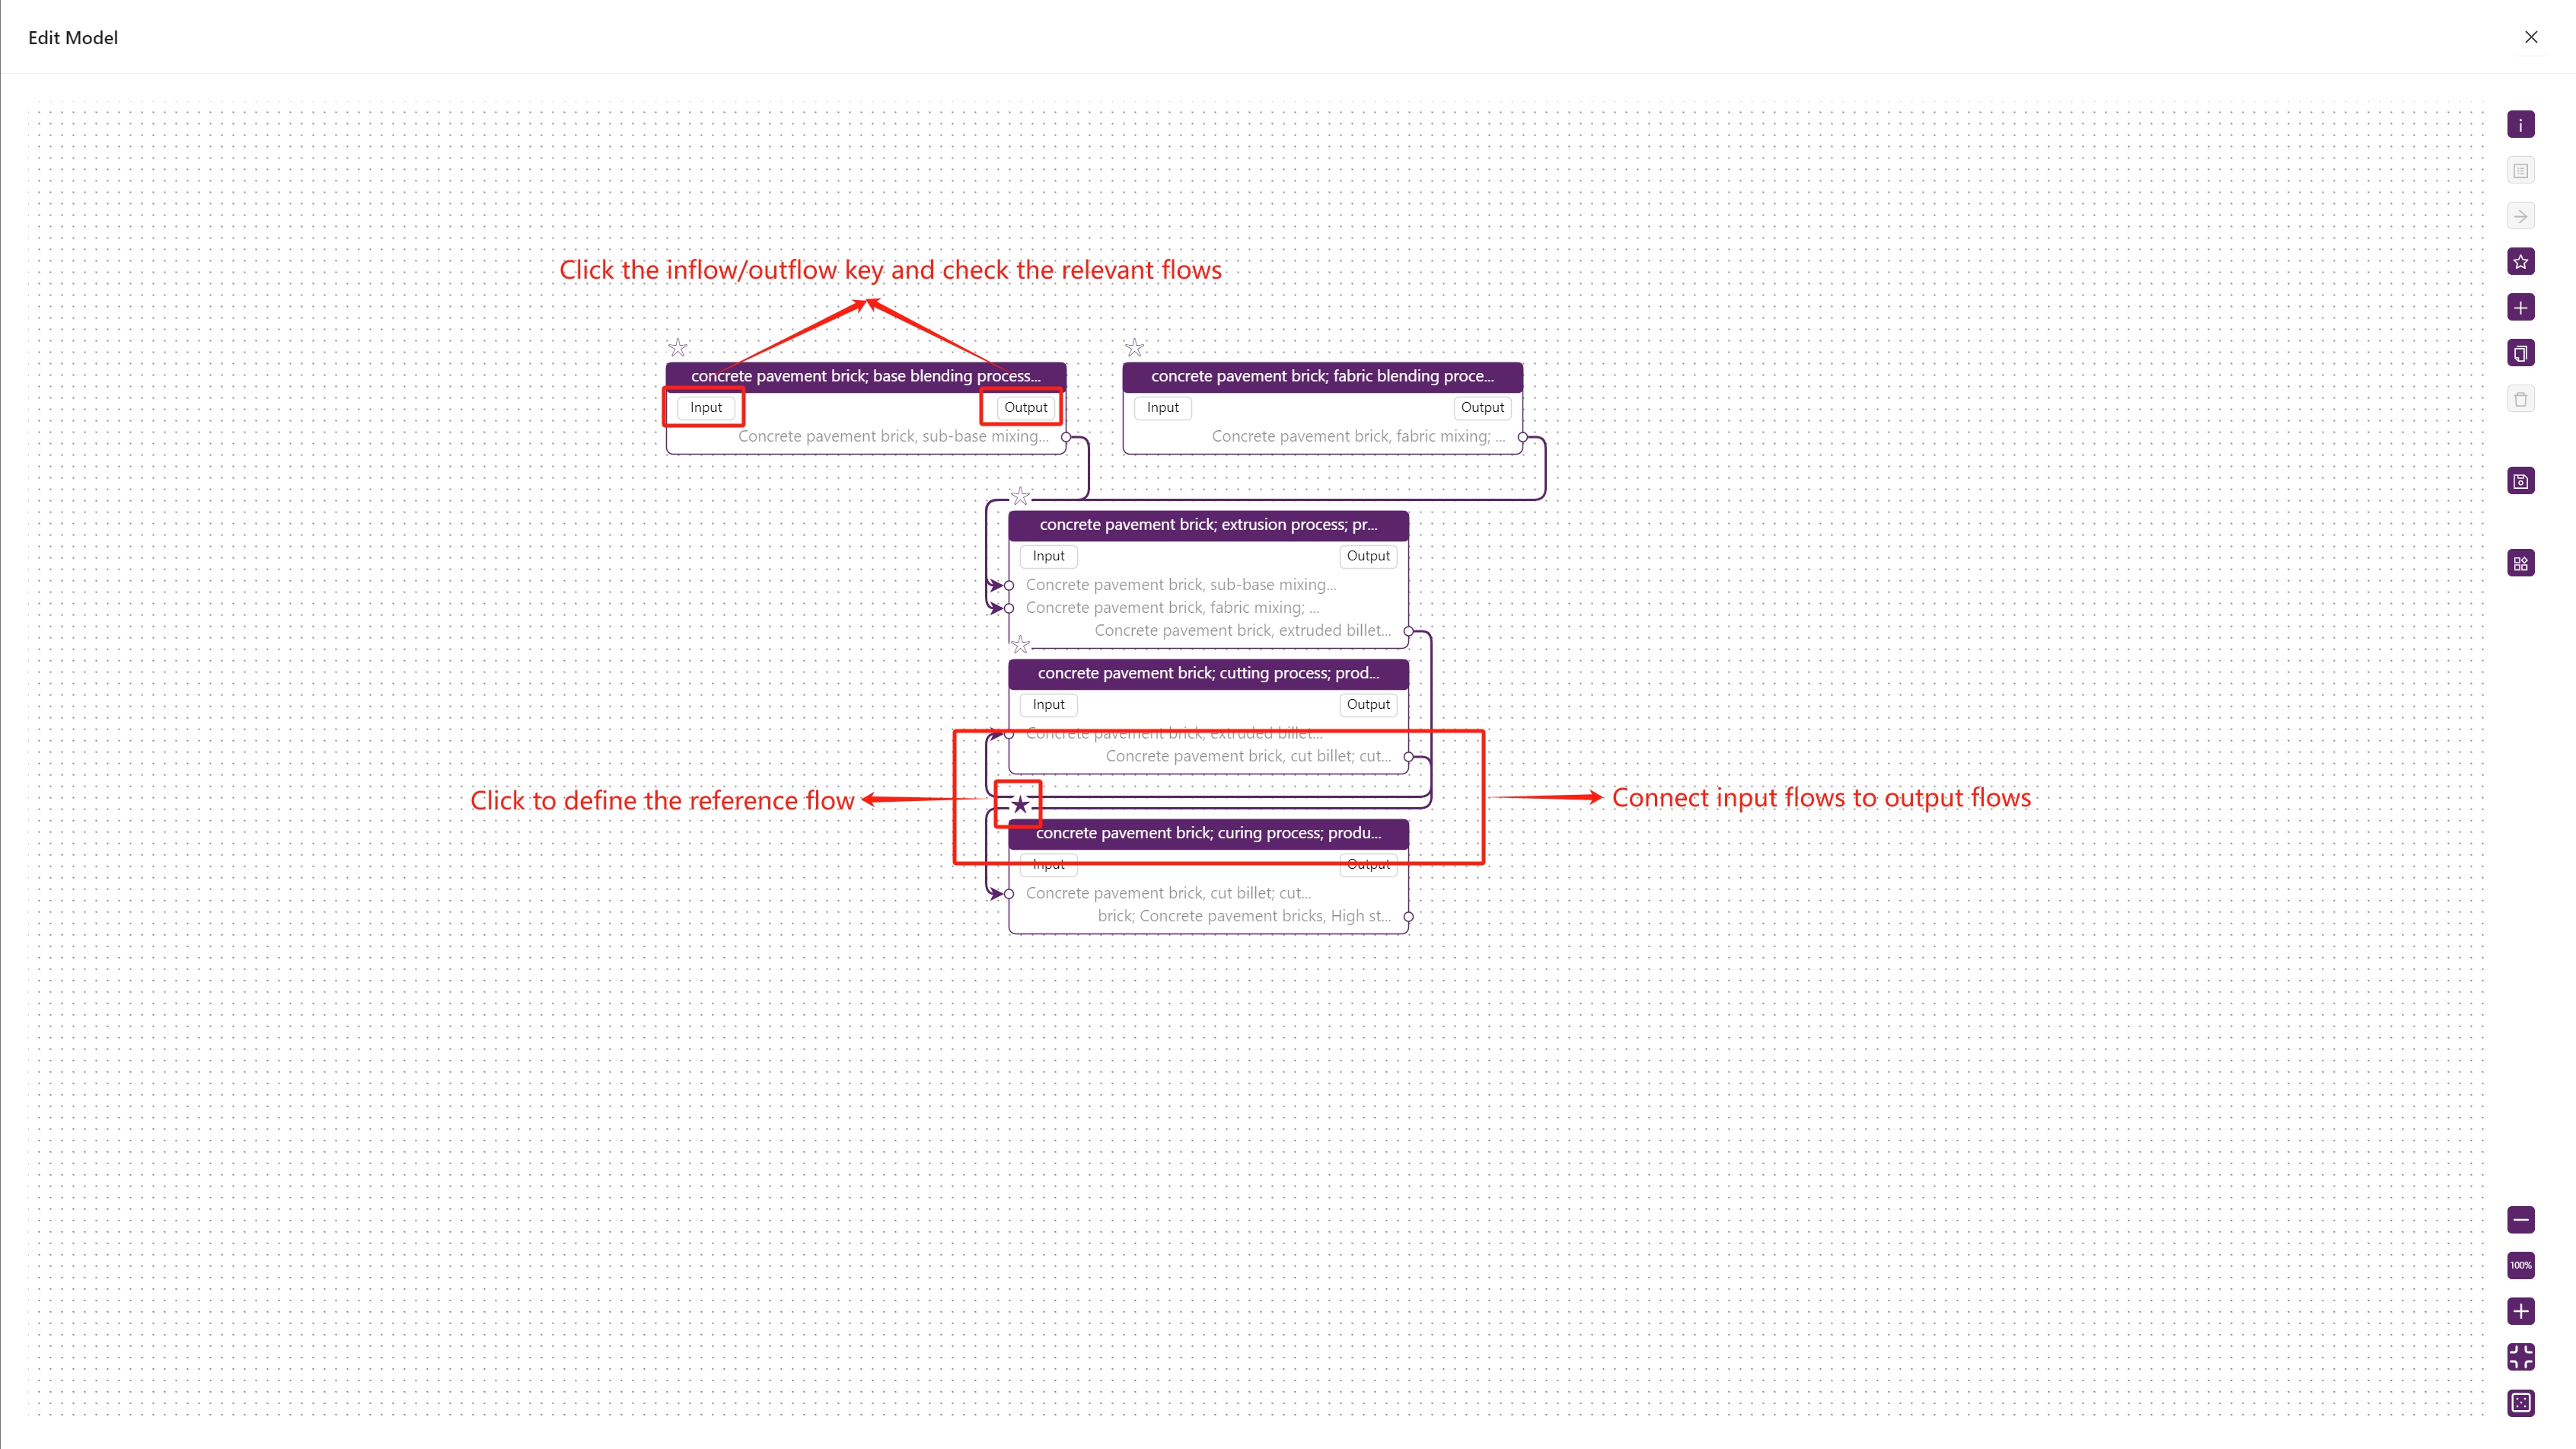 Edit Model
Click the inflow/outflow key and check the relevant flows
concrete pavement brick; base blending process...
Input
Output
Concrete pavement brick, sub-base mixing...
concrete pavement brick; fabric blending proce...
Input
Output
Concrete pavement brick, fabric mixing; ...
concrete pavement brick; extrusion process; pr...
Input
Output
Concrete pavement brick, sub-base mixing...
Concrete pavement brick, fabric mixing; ...
Concrete pavement brick, extruded billet...
concrete pavement brick; cutting process; prod...
Input
Output
Concrete pavement brick, extruded billet...
Concrete pavement brick, cut billet; cut...
Click to define the reference flow
Connect input flows to output flows
concrete pavement brick; curing process; produ...
Input
Output
Concrete pavement brick, cut billet; cut...
brick; Concrete pavement bricks, High st...
100%